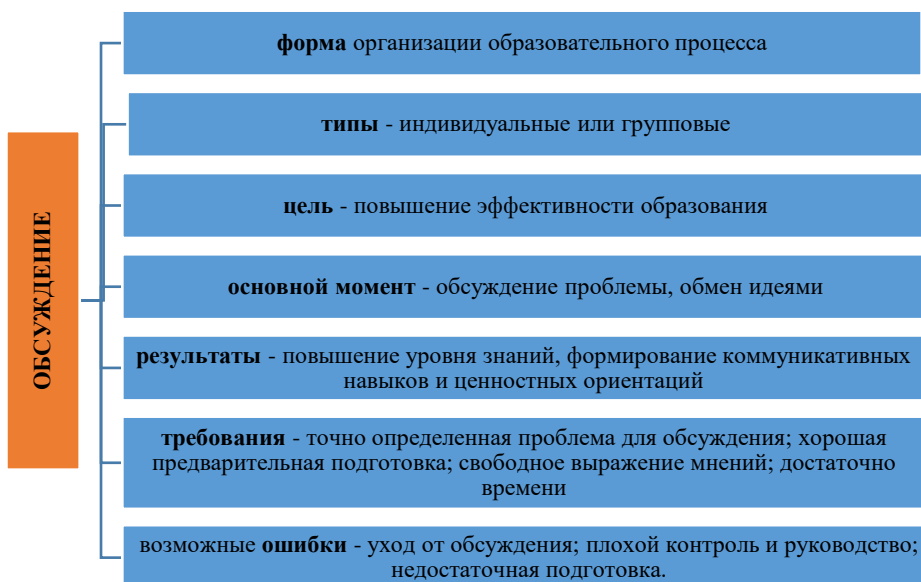 ОБСУЖДЕНИЕ
форма организации образовательного процесса
типы - индивидуальные или групповые
цель - повышение эффективности образования
основной момент - обсуждение проблемы, обмен идеями
результаты - повышение уровня знаний, формирование коммуникативных
навыков и ценностных ориентаций
требования - точно определенная проблема для обсуждения; хорошая
предварительная подготовка; свободное выражение мнений; достаточно
времени
возможные ошибки - уход от обсуждения; плохой контроль и руководство;
недостаточная подготовка.